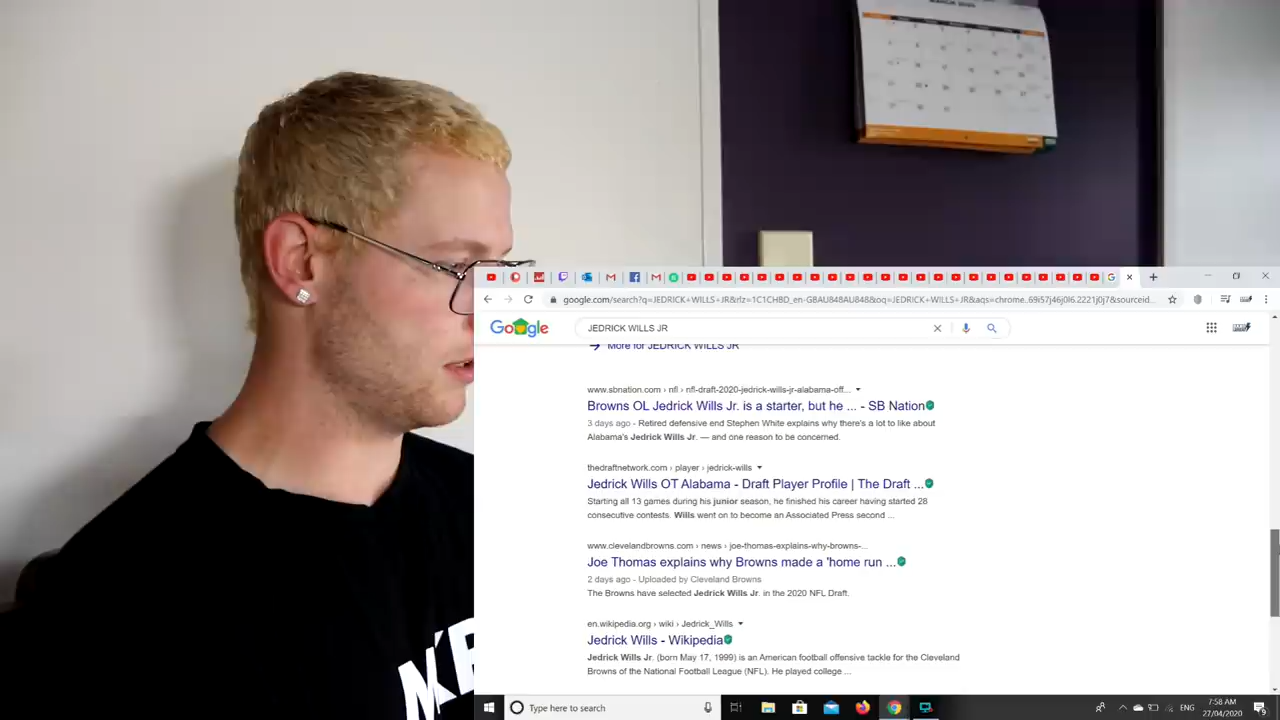 MARCH 2020
google.com/search?q=JEDRICK+WILLS+JR&rlz=1C1CHBD_en-GBAU848AU848&oq=JEDRICK+WILLS+JR&aqs=chrome..69i57j46j0l6.2221j0j7&sourceid...
Google
JEDRICK WILLS JR
More for JEDRICK WILLS JR
www.sbnation.com › nfl › nfl-draft-2020-jedrick-wills-jr-alabama-off...
Browns OL Jedrick Wills Jr. is a starter, but he ... - SB Nation
3 days ago - Retired defensive end Stephen White explains why there's a lot to like about
Alabama's Jedrick Wills Jr. — and one reason to be concerned.
thedraftnetwork.com › player › jedrick-wills
Jedrick Wills OT Alabama - Draft Player Profile | The Draft ...
Starting all 13 games during his junior season, he finished his career having started 28
consecutive contests. Wills went on to become an Associated Press second ...
www.clevelandbrowns.com › news › joe-thomas-explains-why-browns-...
Joe Thomas explains why Browns made a 'home run ...
2 days ago - Uploaded by Cleveland Browns
The Browns have selected Jedrick Wills Jr. in the 2020 NFL Draft.
en.wikipedia.org › wiki › Jedrick_Wills
Jedrick Wills - Wikipedia
Jedrick Wills Jr. (born May 17, 1999) is an American football offensive tackle for the Cleveland
Browns of the National Football League (NFL). He played college ...
Type here to search
ENG
7:58 AM
27/04/2020